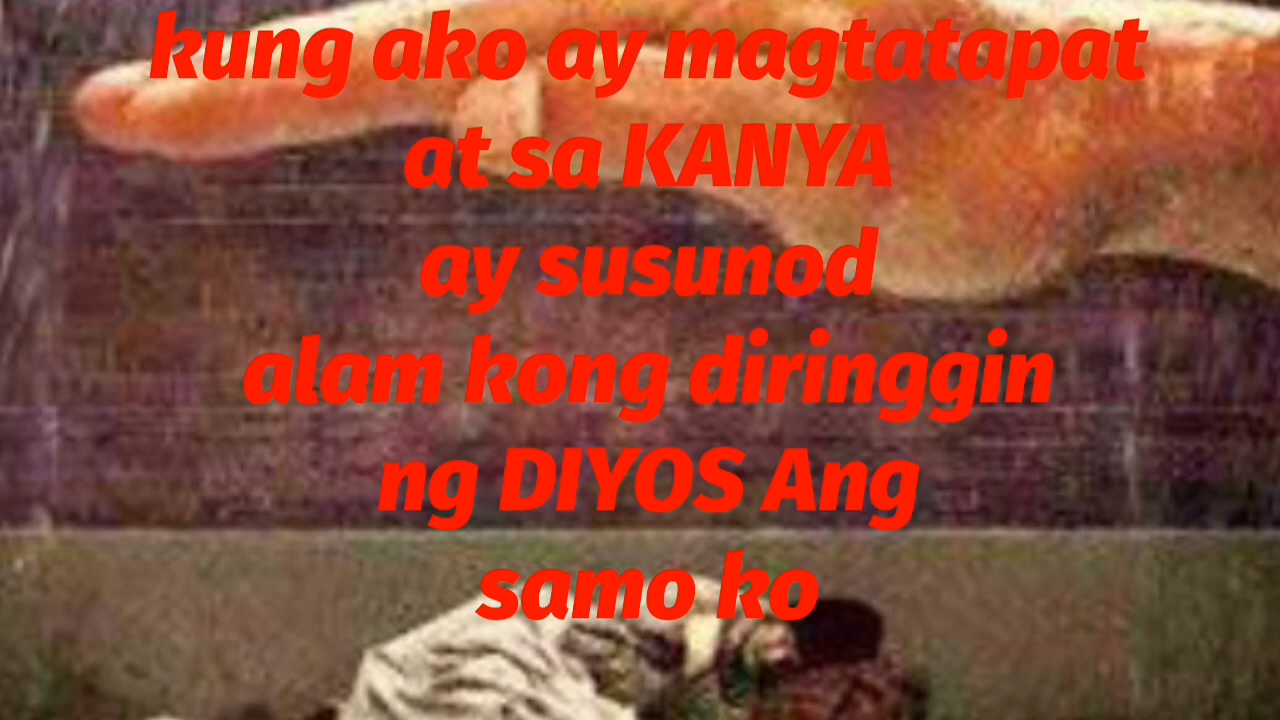 kung ako ay magtatapat
at sa KANYA
ay susunod
alam kong diringgin
ng DIYOS Ang
samo ko